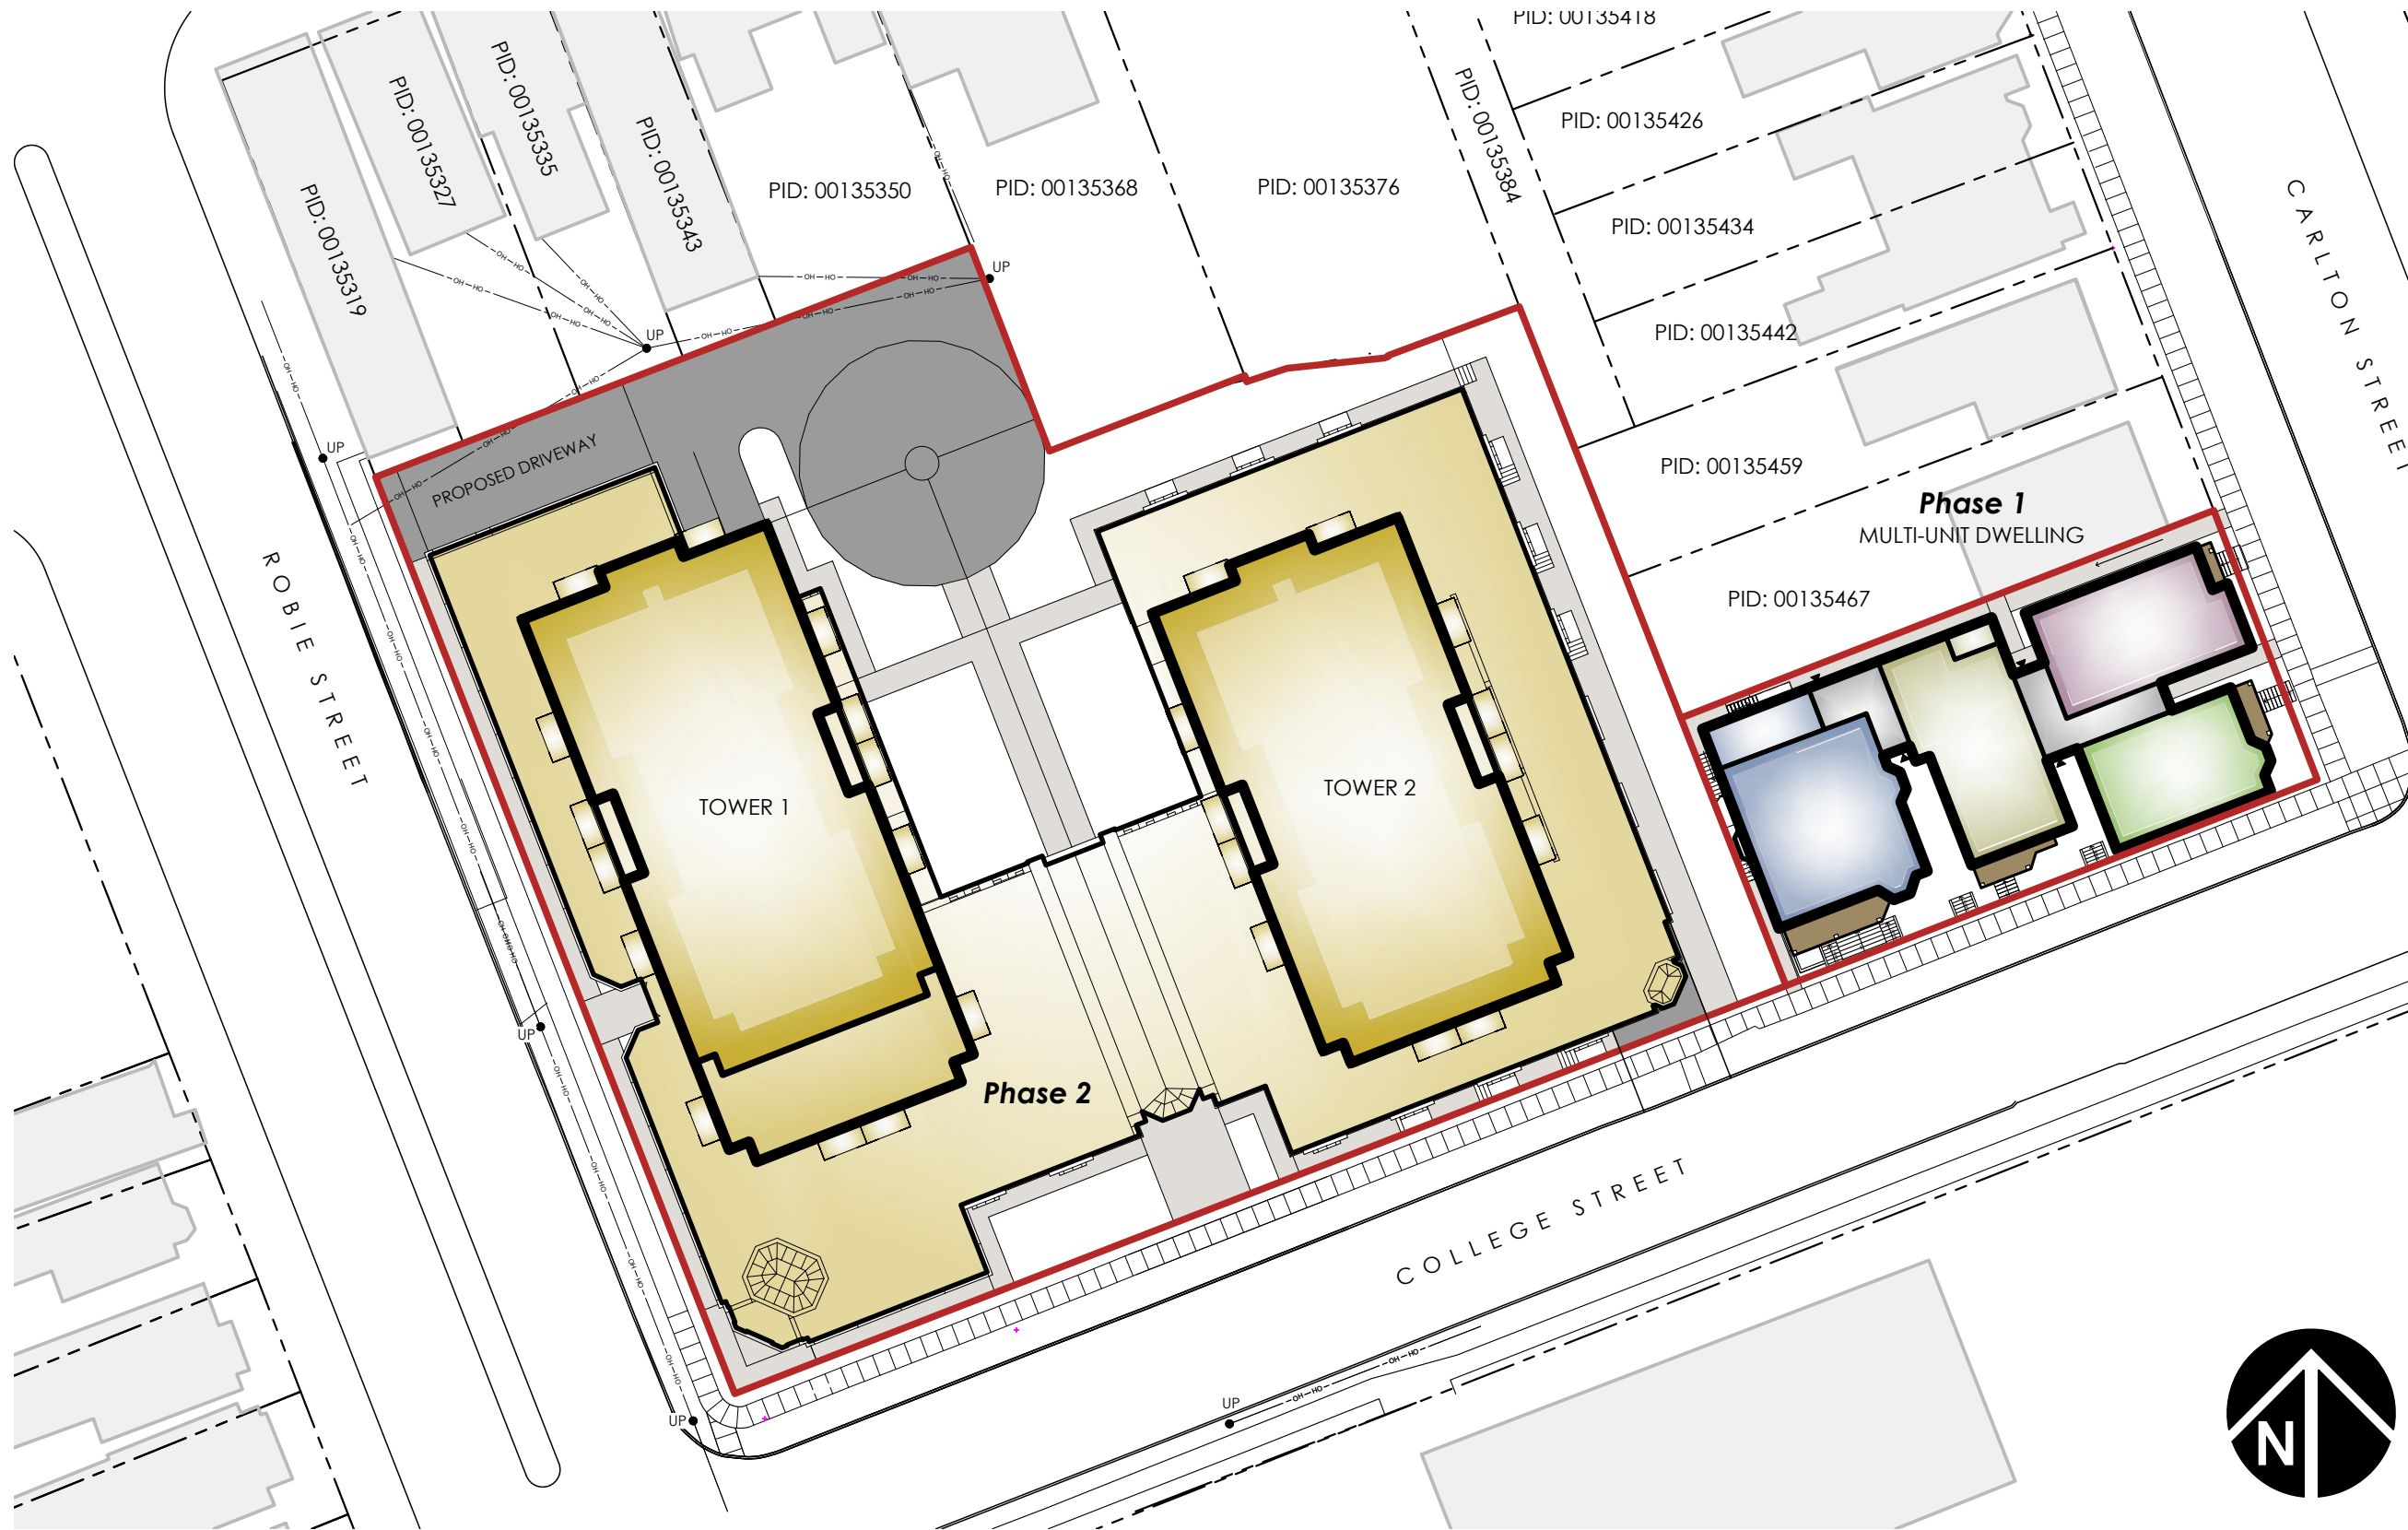 PID: 00135418
PID: 00135384
PID: 00135426
PID: 00135434
PID: 00135442
PID: 00135459
PID: 00135467
PID: 00135319
PID: 00135327
PID: 00135335
PID: 00135343
PID: 00135350
PID: 00135368
PID: 00135376
CARLTON STREET
UP
UP
UP
PROPOSED DRIVEWAY
Phase 1
MULTI-UNIT DWELLING
ROBIE STREET
TOWER 1
TOWER 2
UP
Phase 2
COLLEGE STREET
UP
UP
N